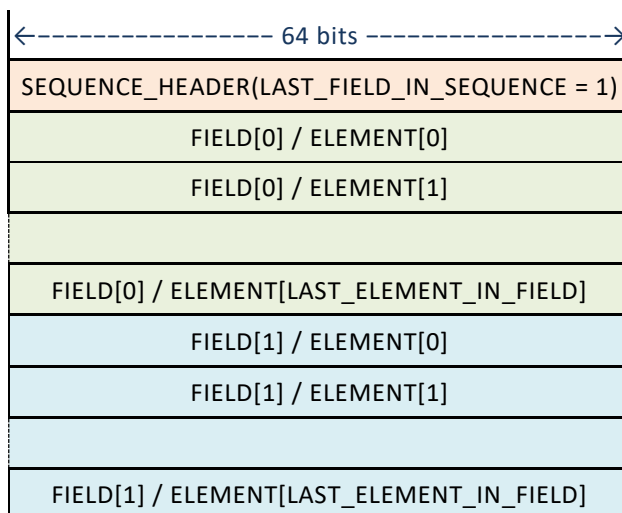 64 bits
SEQUENCE_HEADER(LAST_FIELD_IN_SEQUENCE = 1)
FIELD[0] / ELEMENT[0]
FIELD[0] / ELEMENT[1]
FIELD[0] / ELEMENT[LAST_ELEMENT_IN_FIELD]
FIELD[1] / ELEMENT[0]
FIELD[1] / ELEMENT[1]
FIELD[1] / ELEMENT[LAST_ELEMENT_IN_FIELD]